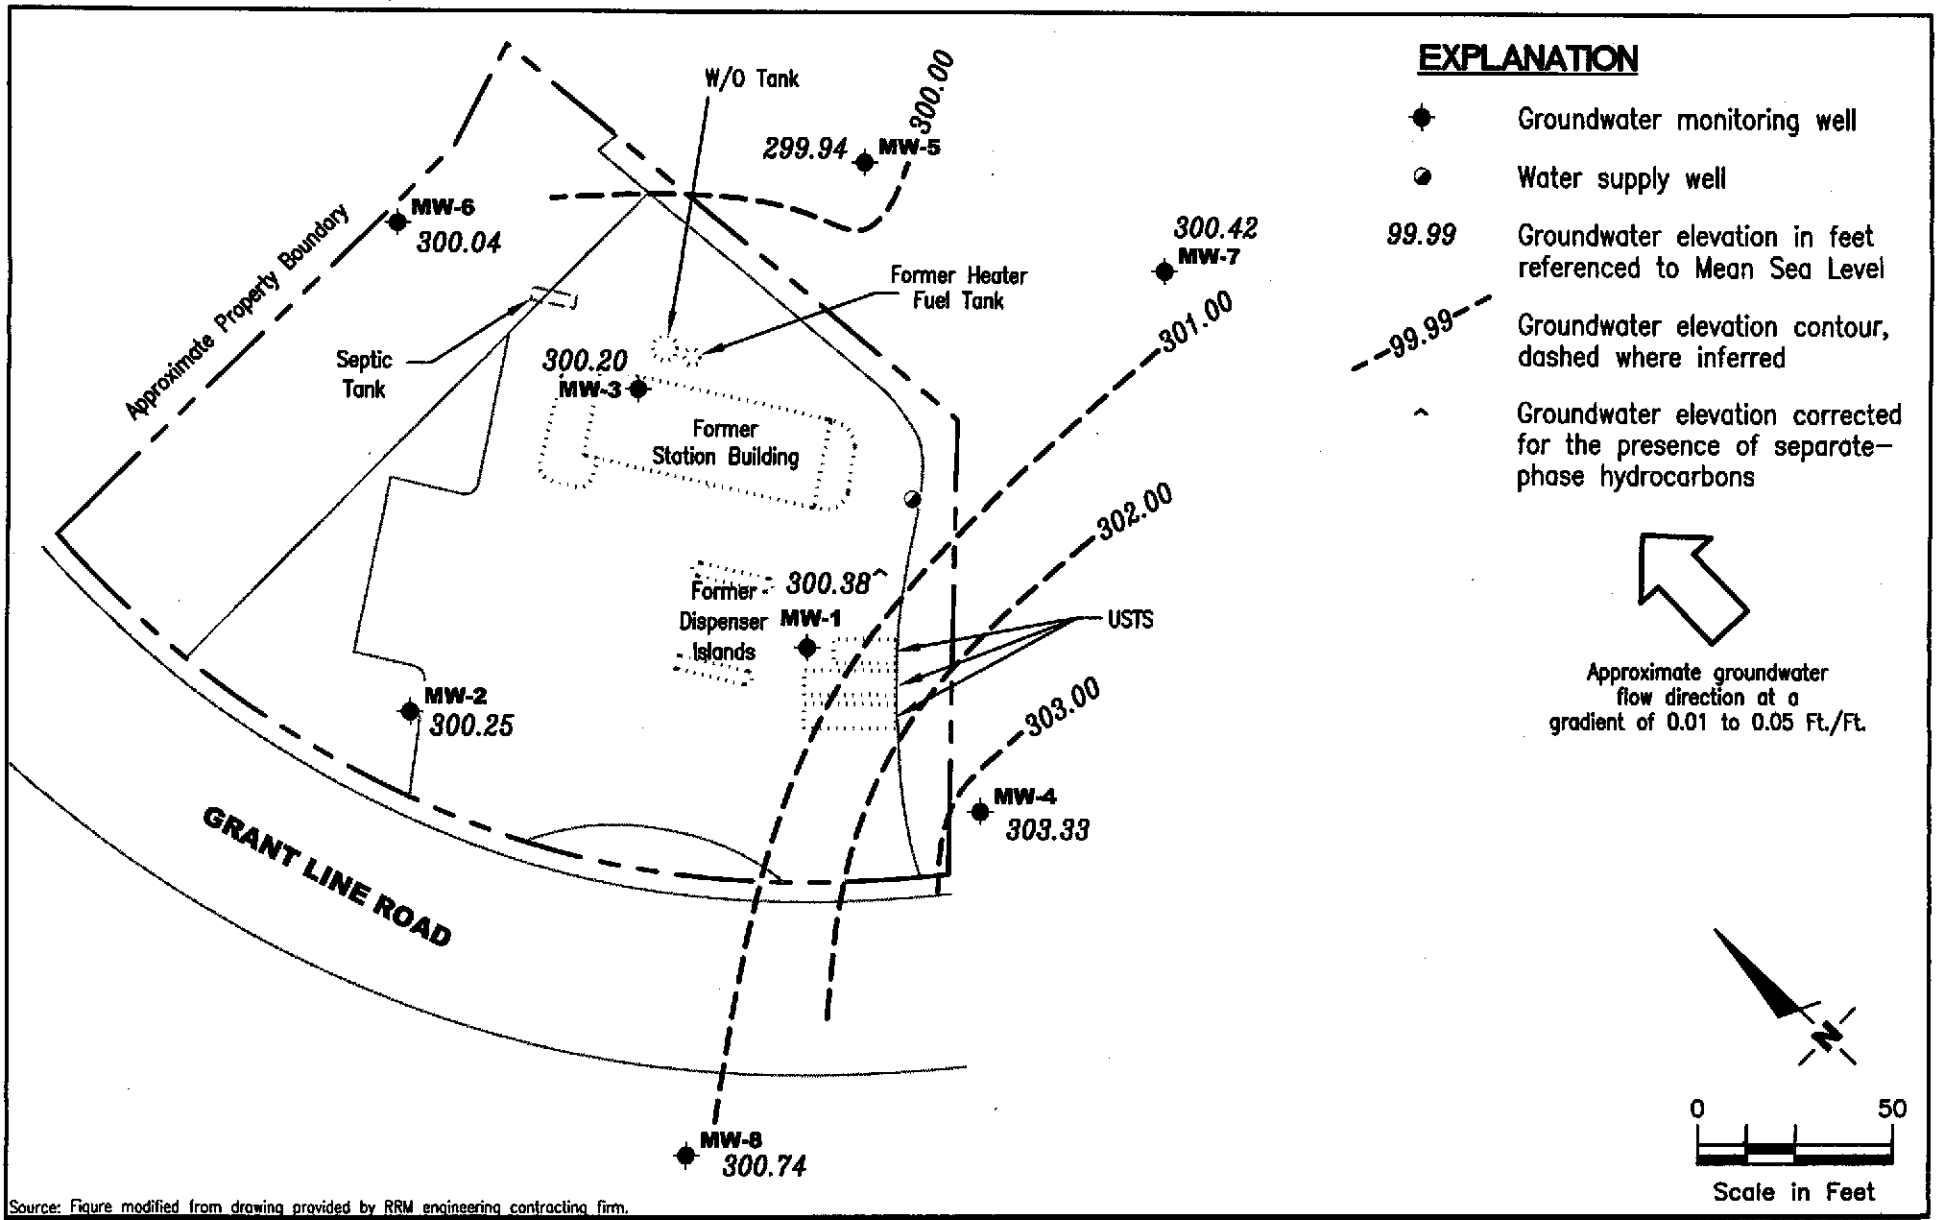 EXPLANATION
Groundwater monitoring well
Water supply well
99.99
Groundwater elevation in feet
referenced to Mean Sea Level
99.99
Groundwater elevation contour,
dashed where inferred
^
Groundwater elevation corrected
for the presence of separate-
phase hydrocarbons
Approximate groundwater
flow direction at a
gradient of 0.01 to 0.05 Ft./Ft.
N
0
50
Scale in Feet
W/O Tank
300.00
299.94
MW-5
MW-6
300.04
Approximate Property Boundary
300.42
MW-7
Former Heater
Fuel Tank
301.00
Septic
Tank
300.20
MW-3
Former
Station Building
302.00
300.38^
Former
Dispenser
Islands
MW-1
USTS
MW-2
300.25
303.00
MW-4
303.33
GRANT LINE ROAD
MW-8
300.74
Source: Figure modified from drawing provided by RRM engineering contracting firm.